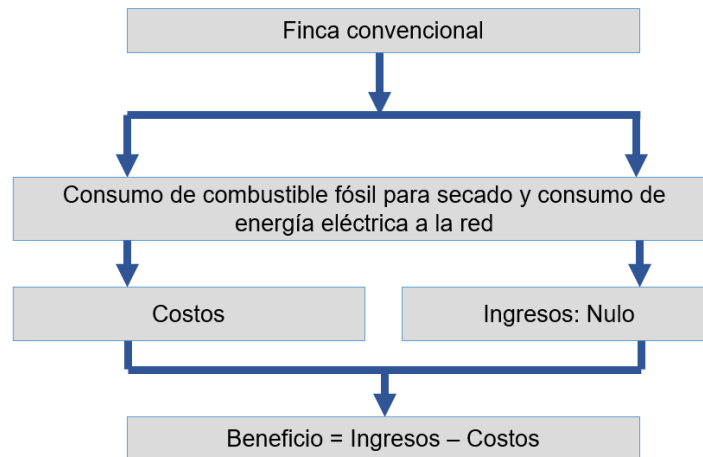 Finca convencional
Consumo de combustible fósil para secado y consumo de
energía eléctrica a la red
Costos
Ingresos: Nulo
Beneficio = Ingresos – Costos